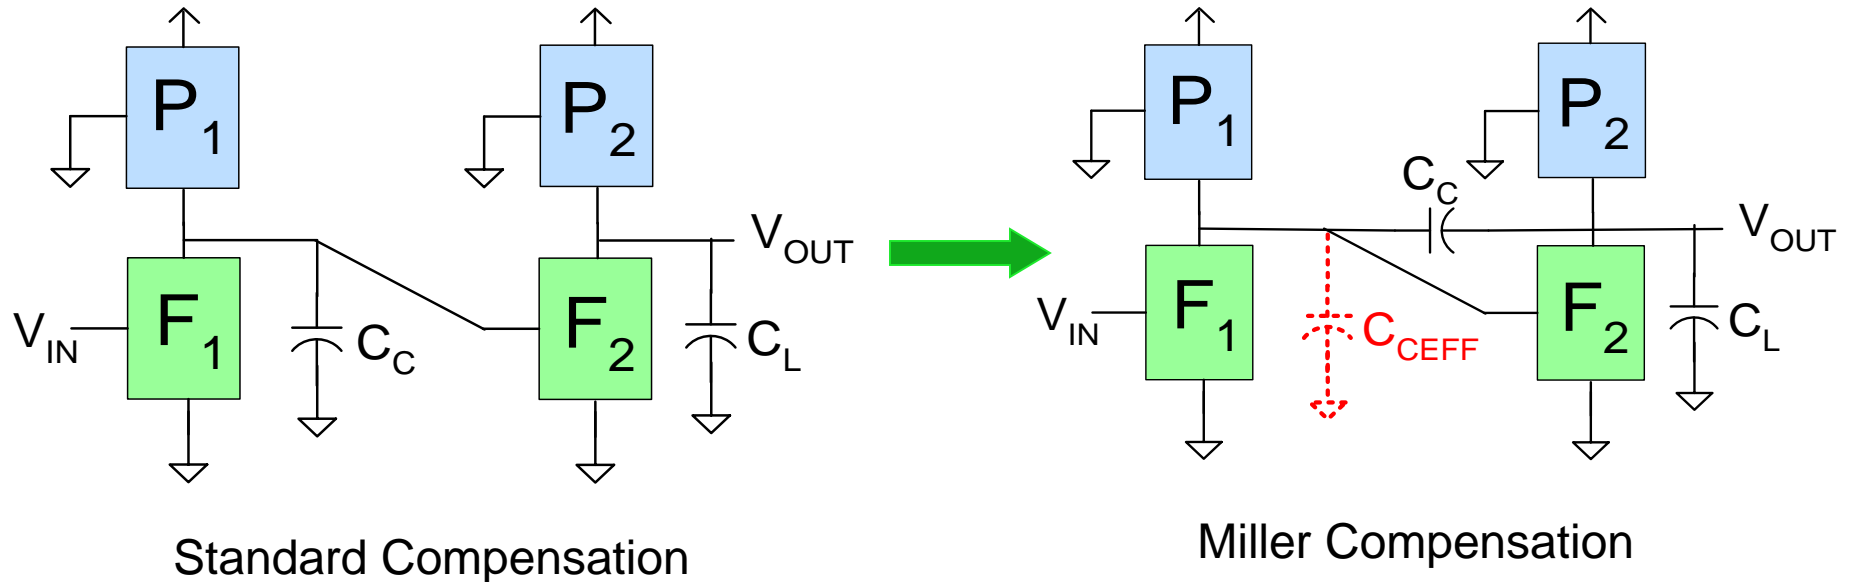 P1
P2
VOUT
F1
F2
VIN
CC
CL
Standard Compensation
P1
P2
CC
VOUT
F1
F2
VIN
CCEFF
CL
Miller Compensation